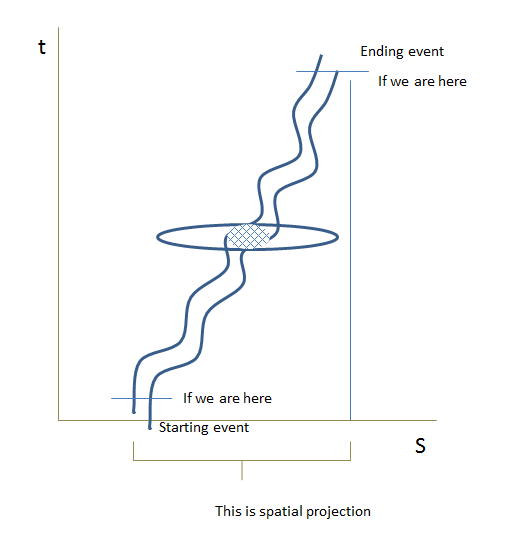 t
Ending event
If we are here
If we are here
Starting event
S
This is spatial projection